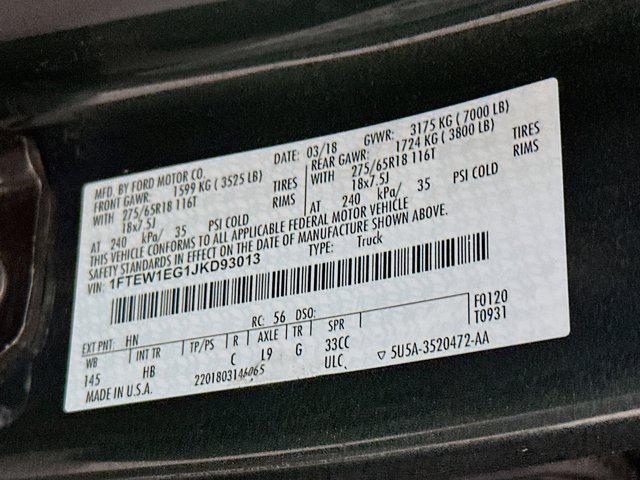 MFD. BY FORD MOTOR CO.
DATE: 03/18 GVWR: 3175 KG ( 7000 LB)
FRONT GAWR: 1599 KG ( 3525 LB) REAR GAWR: 1724 KG ( 3800 LB)
WITH 275/65R18 116T TIRES WITH 275/65R18 116T TIRES
18x7.5J RIMS 18x7.5J RIMS
AT 240 kPa/ 35 PSI COLD AT 240 kPa/ 35 PSI COLD
THIS VEHICLE CONFORMS TO ALL APPLICABLE FEDERAL MOTOR VEHICLE
SAFETY STANDARDS IN EFFECT ON THE DATE OF MANUFACTURE SHOWN ABOVE.
VIN: 1FTEW1EG1JKD93013 TYPE: Truck
EXT PNT: HN RC: 56 DSO: F0120
WB INT TR TP/PS R AXLE TR SPR T0931
145 HB C L9 G 33CC
MADE IN U.S.A. 2201803146065 ULC ▽ 5U5A-3520472-AA